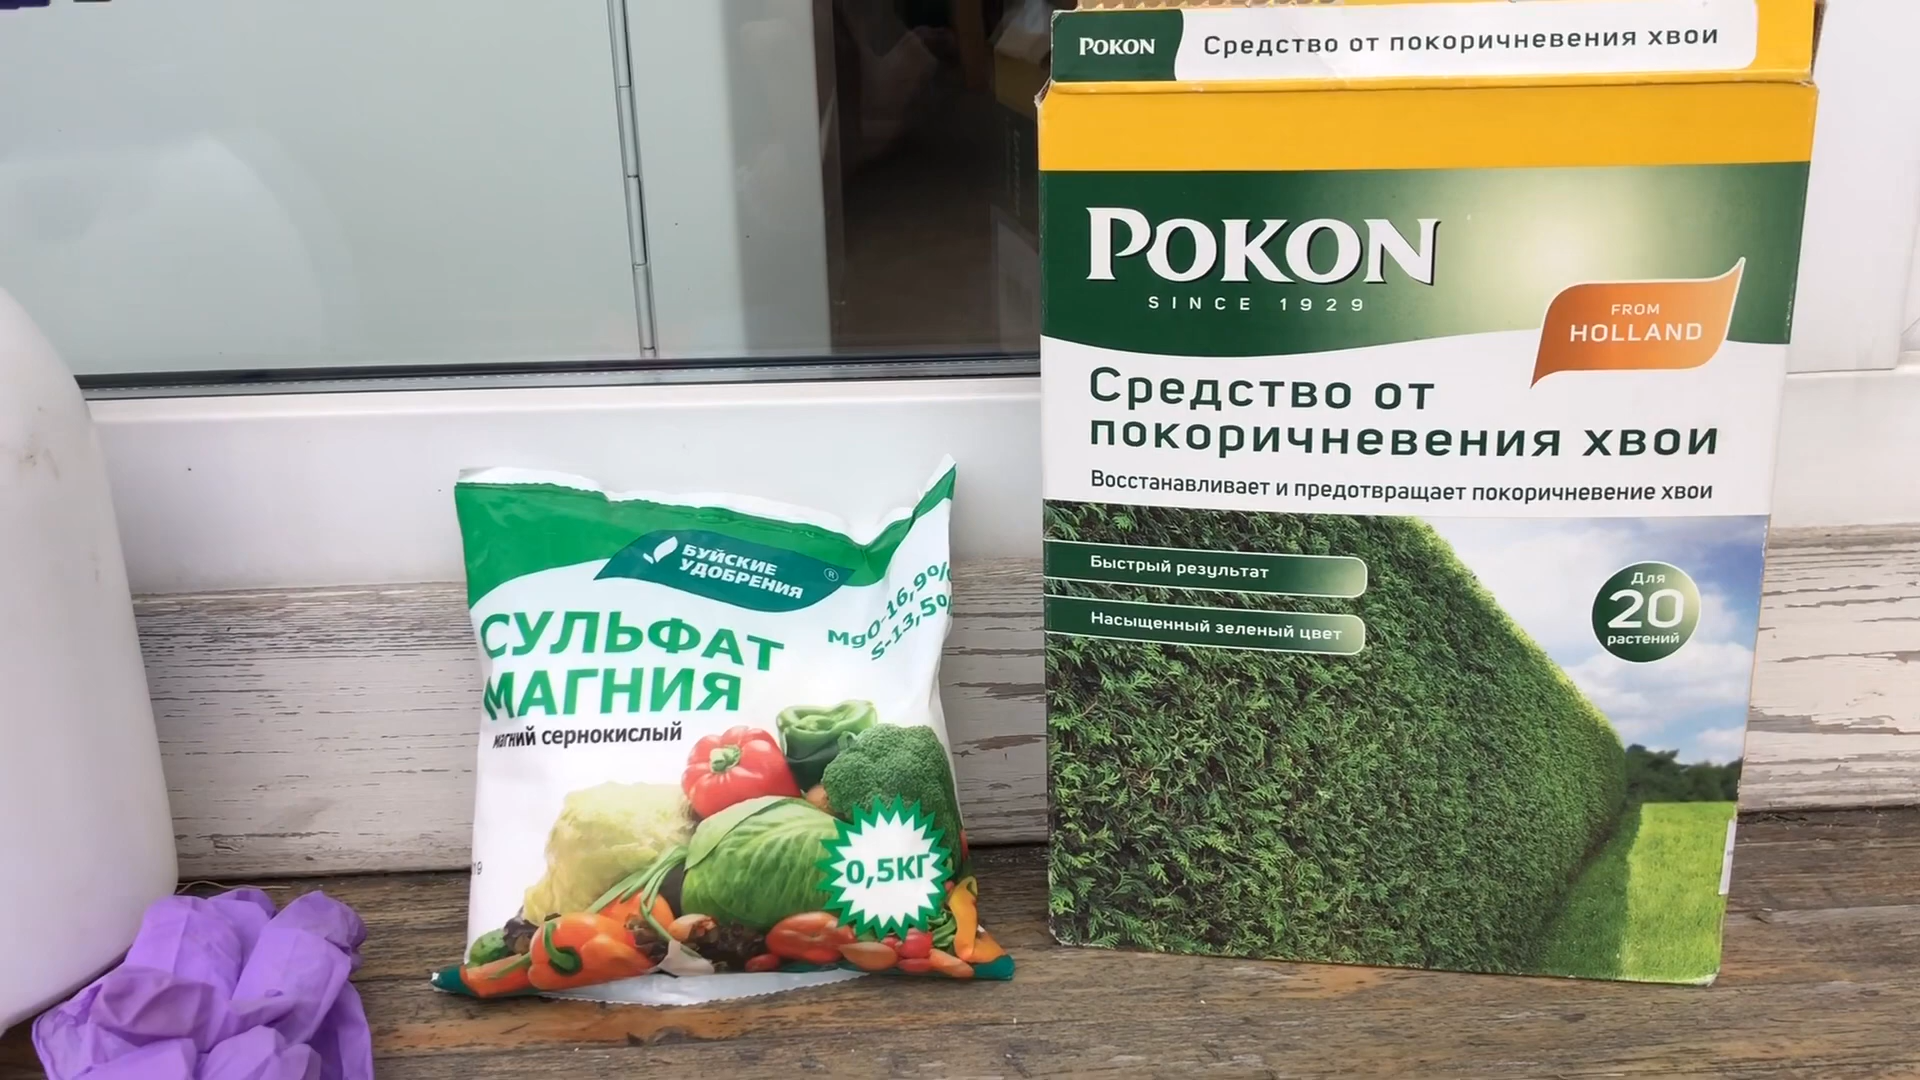 БУЙСКИЕ
УДОБРЕНИЯ
®
MgO-16,9%
S-13,5%
СУЛЬФАТ
МАГНИЯ
магний сернокислый
0,5КГ
POKON
Средство от покоричневения хвои
POKON
SINCE 1929
FROM
HOLLAND
Средство от
покоричневения хвои
Восстанавливает и предотвращает покоричневение хвои
Быстрый результат
Насыщенный зеленый цвет
Для
20
растений